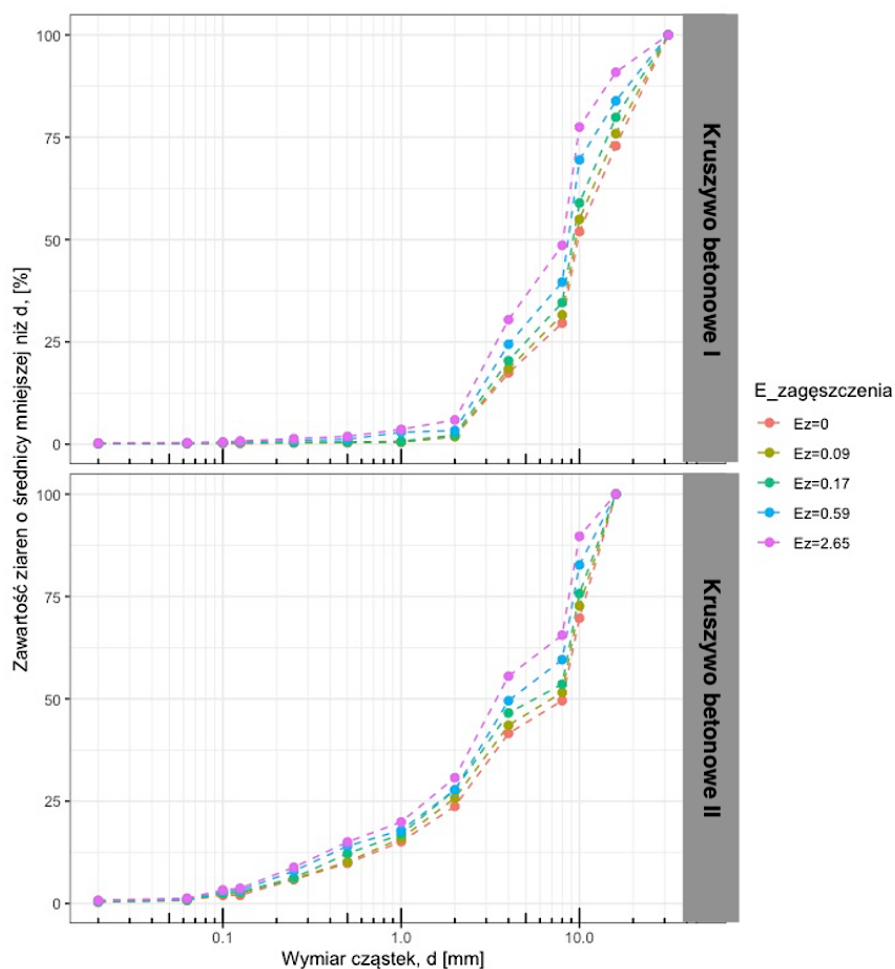 Zawartość ziaren o średnicy mniejszej niż d, [%]
100
75
50
25
0
Kruszywo betonowe I
100
75
50
25
0
Kruszywo betonowe II
0.1
1.0
10.0
Wymiar cząstek, d [mm]
E_zagęszczenia
Ez=0
Ez=0.09
Ez=0.17
Ez=0.59
Ez=2.65